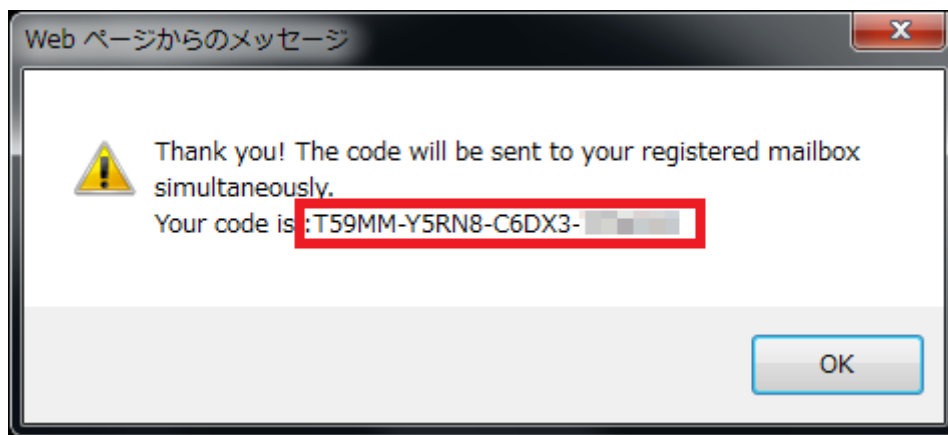 Web ページからのメッセージ
Thank you! The code will be sent to your registered mailbox
simultaneously.
Your code is :T59MM-Y5RN8-C6DX3-
OK